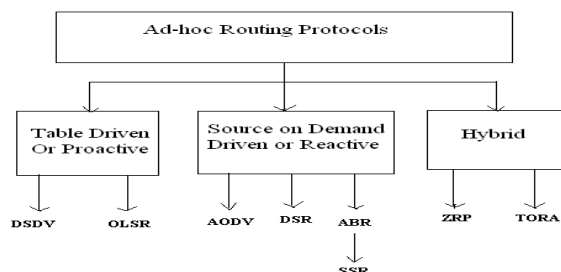 Ad-hoc Routing Protocols
Table Driven
Or Proactive
Source on Demand
Driven or Reactive
Hybrid
DSDV
OLSR
AODV
DSR
ABR
ZRP
TORA
SSR